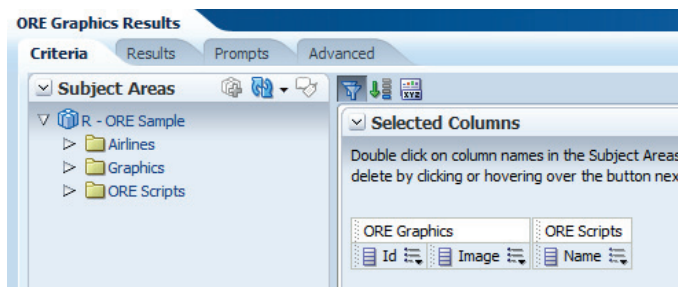 ORE Graphics Results
Criteria Results Prompts Advanced
Subject Areas
R - ORE Sample
Airlines
Graphics
ORE Scripts
XYZ
Selected Columns
Double click on column names in the Subject Areas
delete by clicking or hovering over the button nex
ORE Graphics ORE Scripts
Id Image Name